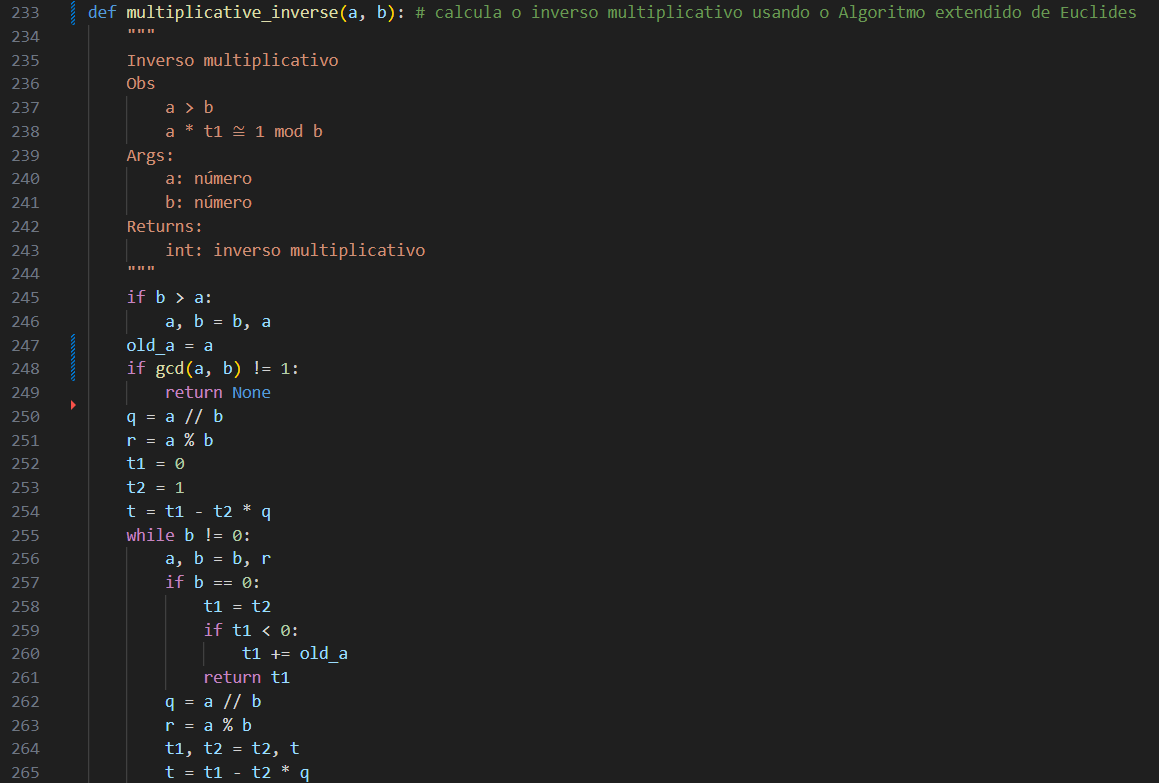 233 def multiplicative_inverse(a, b): # calcula o inverso multiplicativo usando o Algoritmo extendido de Euclides
234     """
235     Inverso multiplicativo
236     Obs
237         a > b
238         a * t1 ≅ 1 mod b
239     Args:
240         a: número
241         b: número
242     Returns:
243         int: inverso multiplicativo
244     """
245     if b > a:
246         a, b = b, a
247     old_a = a
248     if gcd(a, b) != 1:
249         return None
250     q = a // b
251     r = a % b
252     t1 = 0
253     t2 = 1
254     t = t1 - t2 * q
255     while b != 0:
256         a, b = b, r
257         if b == 0:
258             t1 = t2
259             if t1 < 0:
260                 t1 += old_a
261             return t1
262         q = a // b
263         r = a % b
264         t1, t2 = t2, t
265         t = t1 - t2 * q